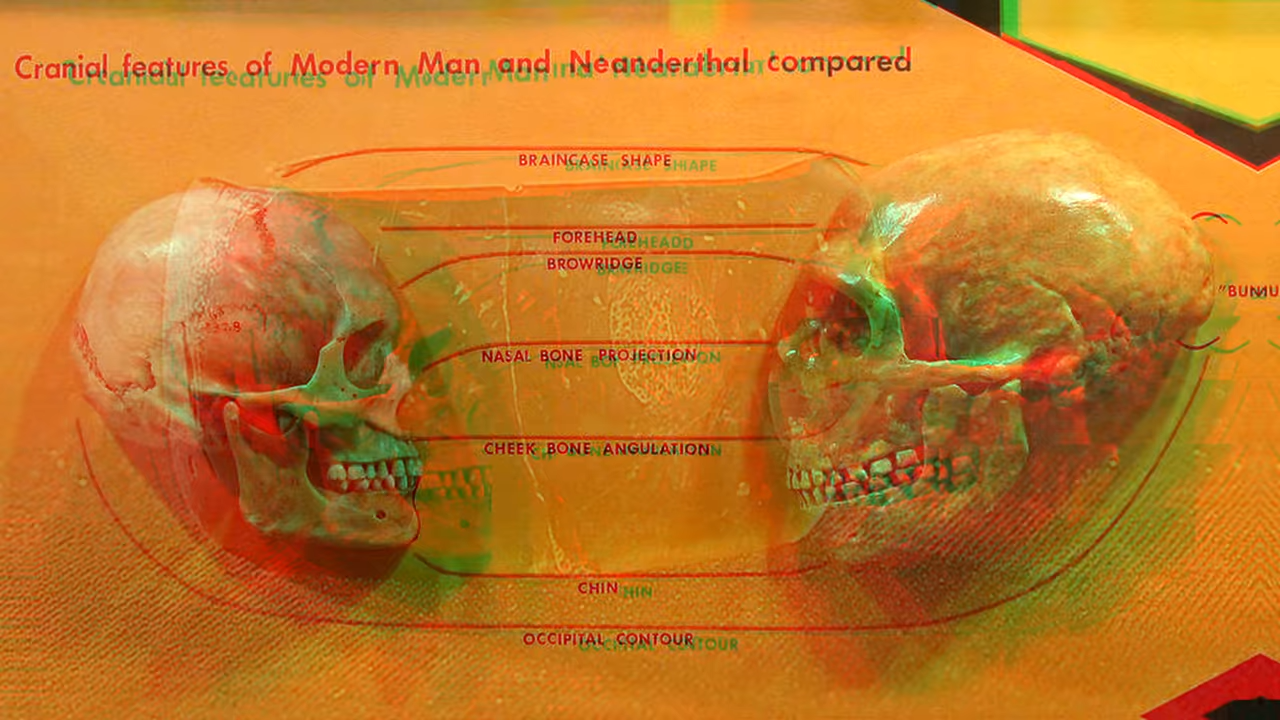 Cranial features of Modern Man and Neanderthal compared
BRAINCASE SHAPE
FOREHEAD
BROWRIDGE
"BUN
NASAL BONE PROJECTION
CHEEK BONE ANGULATION
CHIN
OCCIPITAL CONTOUR